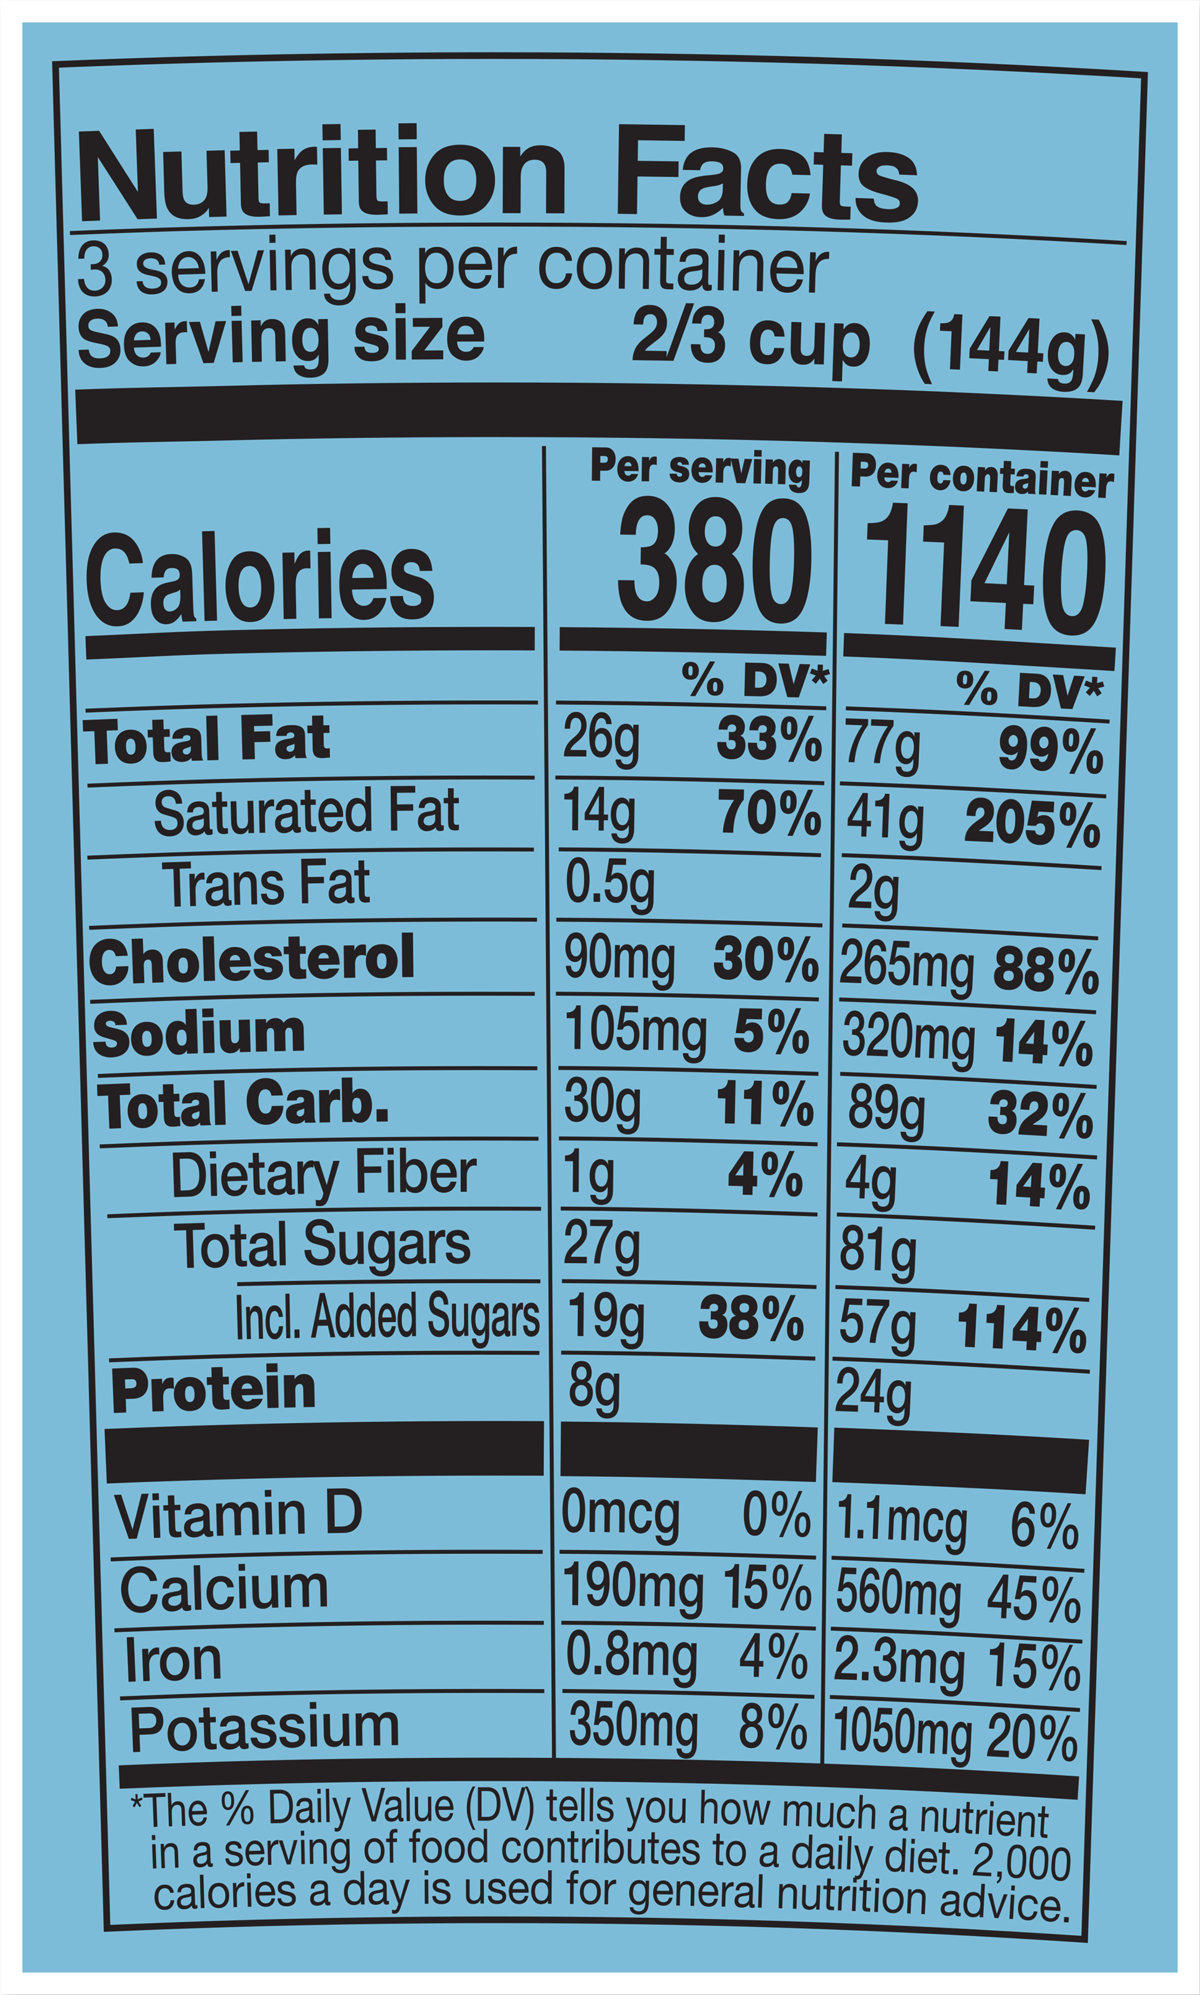 Nutrition Facts
3 servings per container
Serving size 2/3 cup (144g)
Per serving Per container
Calories 380 1140
% DV* % DV*
Total Fat 26g 33% 77g 99%
Saturated Fat 14g 70% 41g 205%
Trans Fat 0.5g 2g
Cholesterol 90mg 30% 265mg 88%
Sodium 105mg 5% 320mg 14%
Total Carb. 30g 11% 89g 32%
Dietary Fiber 1g 4% 4g 14%
Total Sugars 27g 81g
Incl. Added Sugars 19g 38% 57g 114%
Protein 8g 24g
Vitamin D 0mcg 0% 1.1mcg 6%
Calcium 190mg 15% 560mg 45%
Iron 0.8mg 4% 2.3mg 15%
Potassium 350mg 8% 1050mg 20%
*The % Daily Value (DV) tells you how much a nutrient
in a serving of food contributes to a daily diet. 2,000
calories a day is used for general nutrition advice.